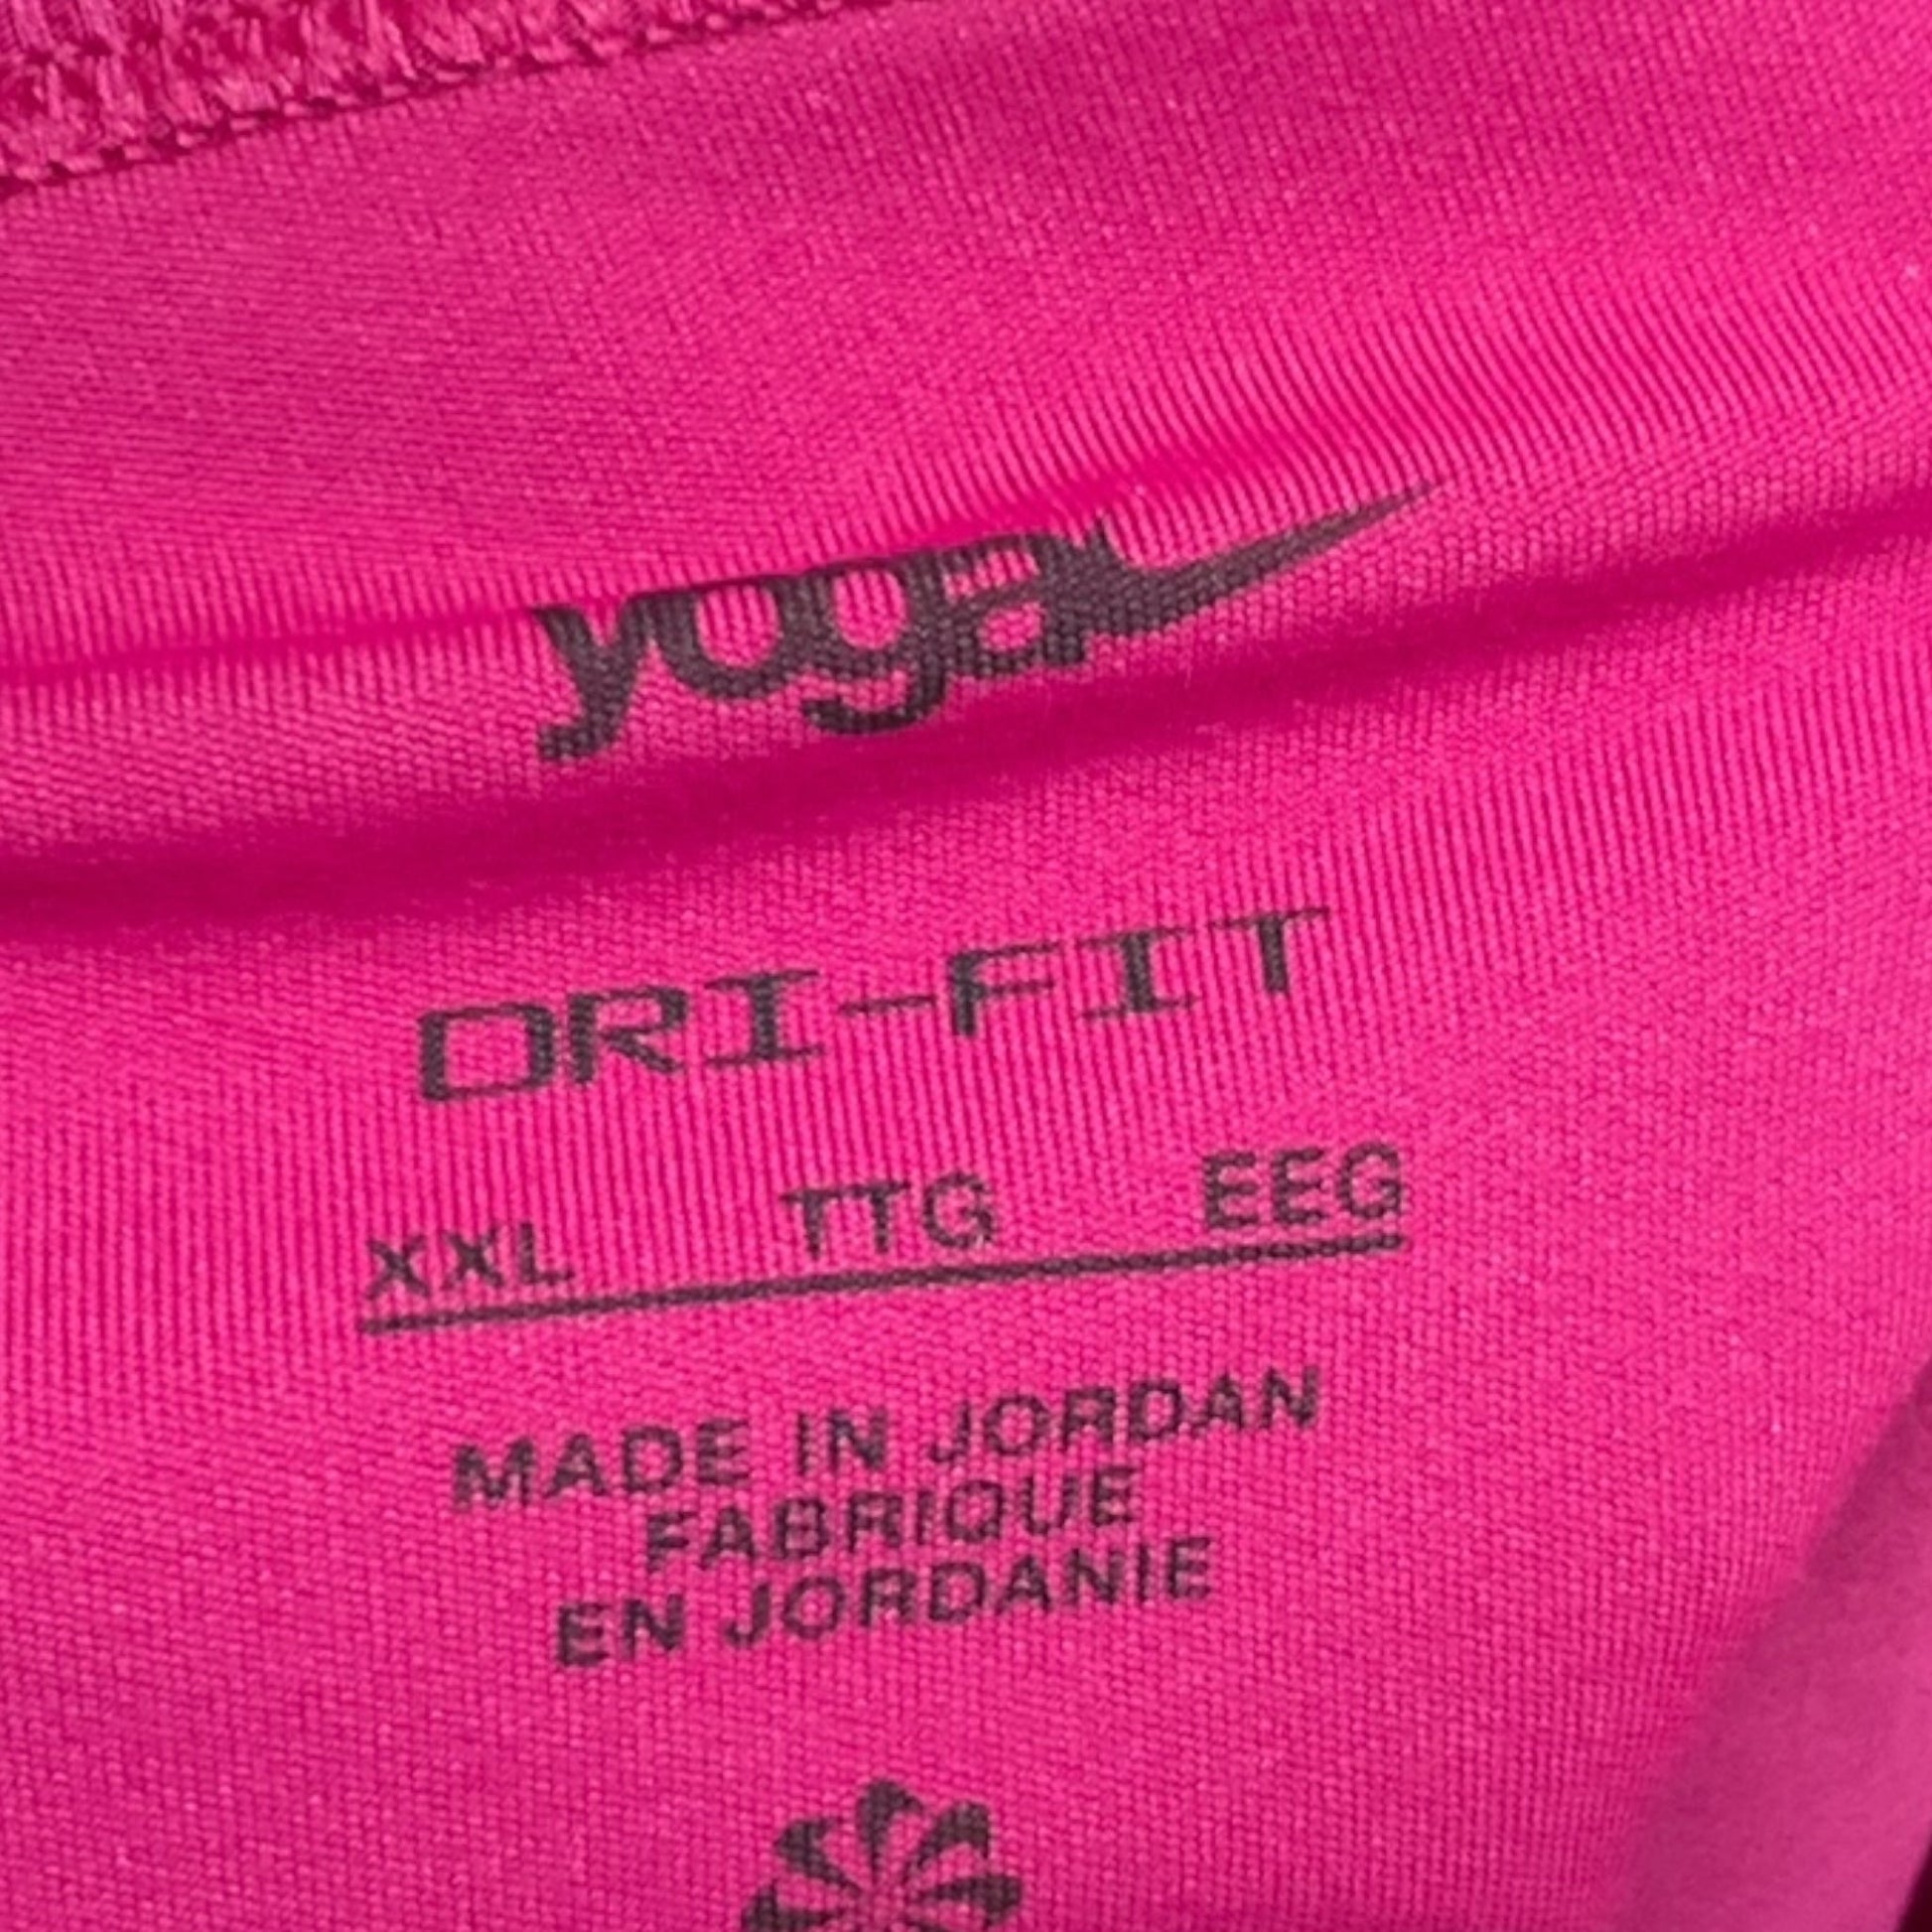 yoga
DRI-FIT
XXL TTG EEG
MADE IN JORDAN
FABRIQUE
EN JORDANIE